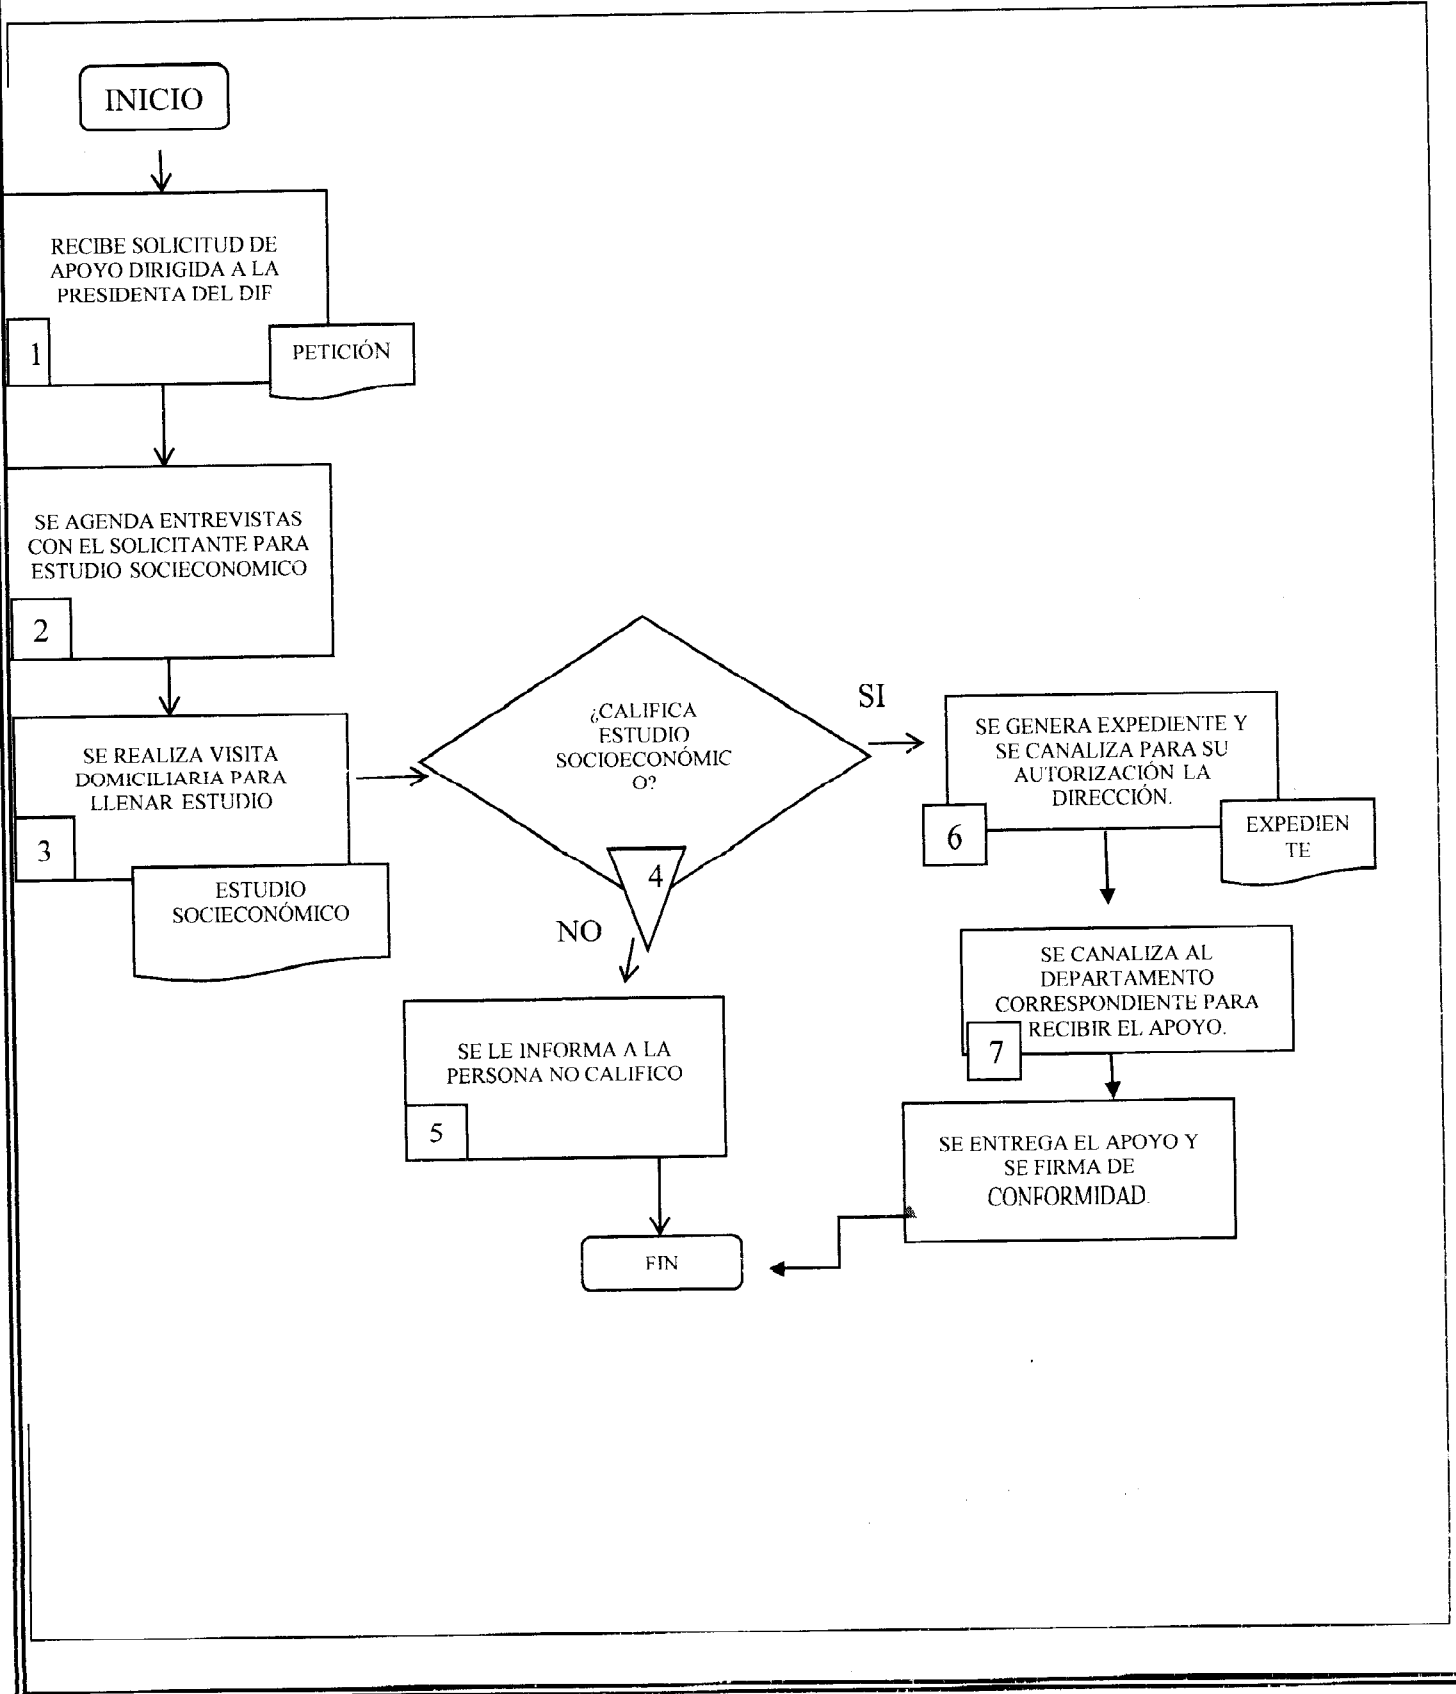 INICIO
RECIBE SOLICITUD DE
APOYO DIRIGIDA A LA
PRESIDENTA DEL DIF
1
PETICIÓN
SE AGENDA ENTREVISTAS
CON EL SOLICITANTE PARA
ESTUDIO SOCIECONOMICO
2
SE REALIZA VISITA
DOMICILIARIA PARA
LLENAR ESTUDIO
3
ESTUDIO
SOCIECONÓMICO
¿CALIFICA
ESTUDIO
SOCIOECONÓMIC
O?
4
SI
NO
SE LE INFORMA A LA
PERSONA NO CALIFICO
5
SE GENERA EXPEDIENTE Y
SE CANALIZA PARA SU
AUTORIZACIÓN LA
DIRECCIÓN.
6
EXPEDIEN
TE
SE CANALIZA AL
DEPARTAMENTO
CORRESPONDIENTE PARA
RECIBIR EL APOYO.
7
SE ENTREGA EL APOYO Y
SE FIRMA DE
CONFORMIDAD.
FIN